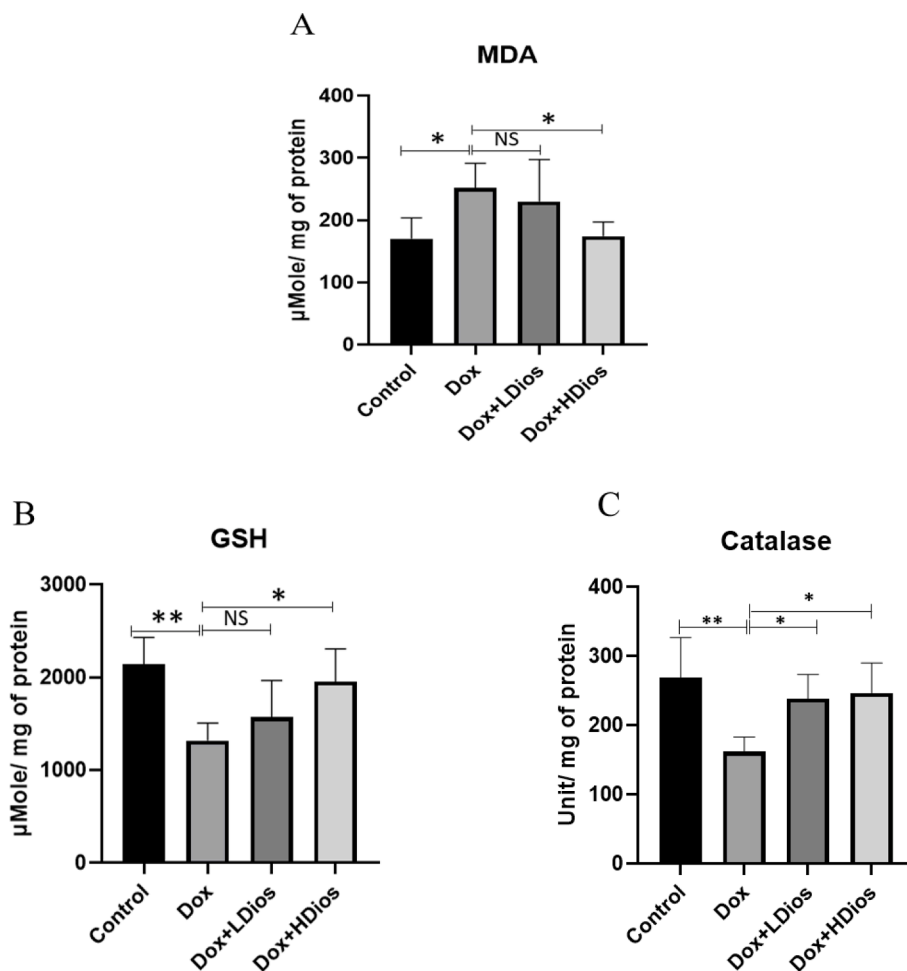 A
MDA
µMole/ mg of protein
400
300
200
100
0
*
NS
*
Control
Dox
Dox+LDios
Dox+HDios
B
GSH
µMole/ mg of protein
3000
2000
1000
0
**
NS
*
Control
Dox
Dox+LDios
Dox+HDios
C
Catalase
Unit/ mg of protein
400
300
200
100
0
**
*
*
Control
Dox
Dox+LDios
Dox+HDios